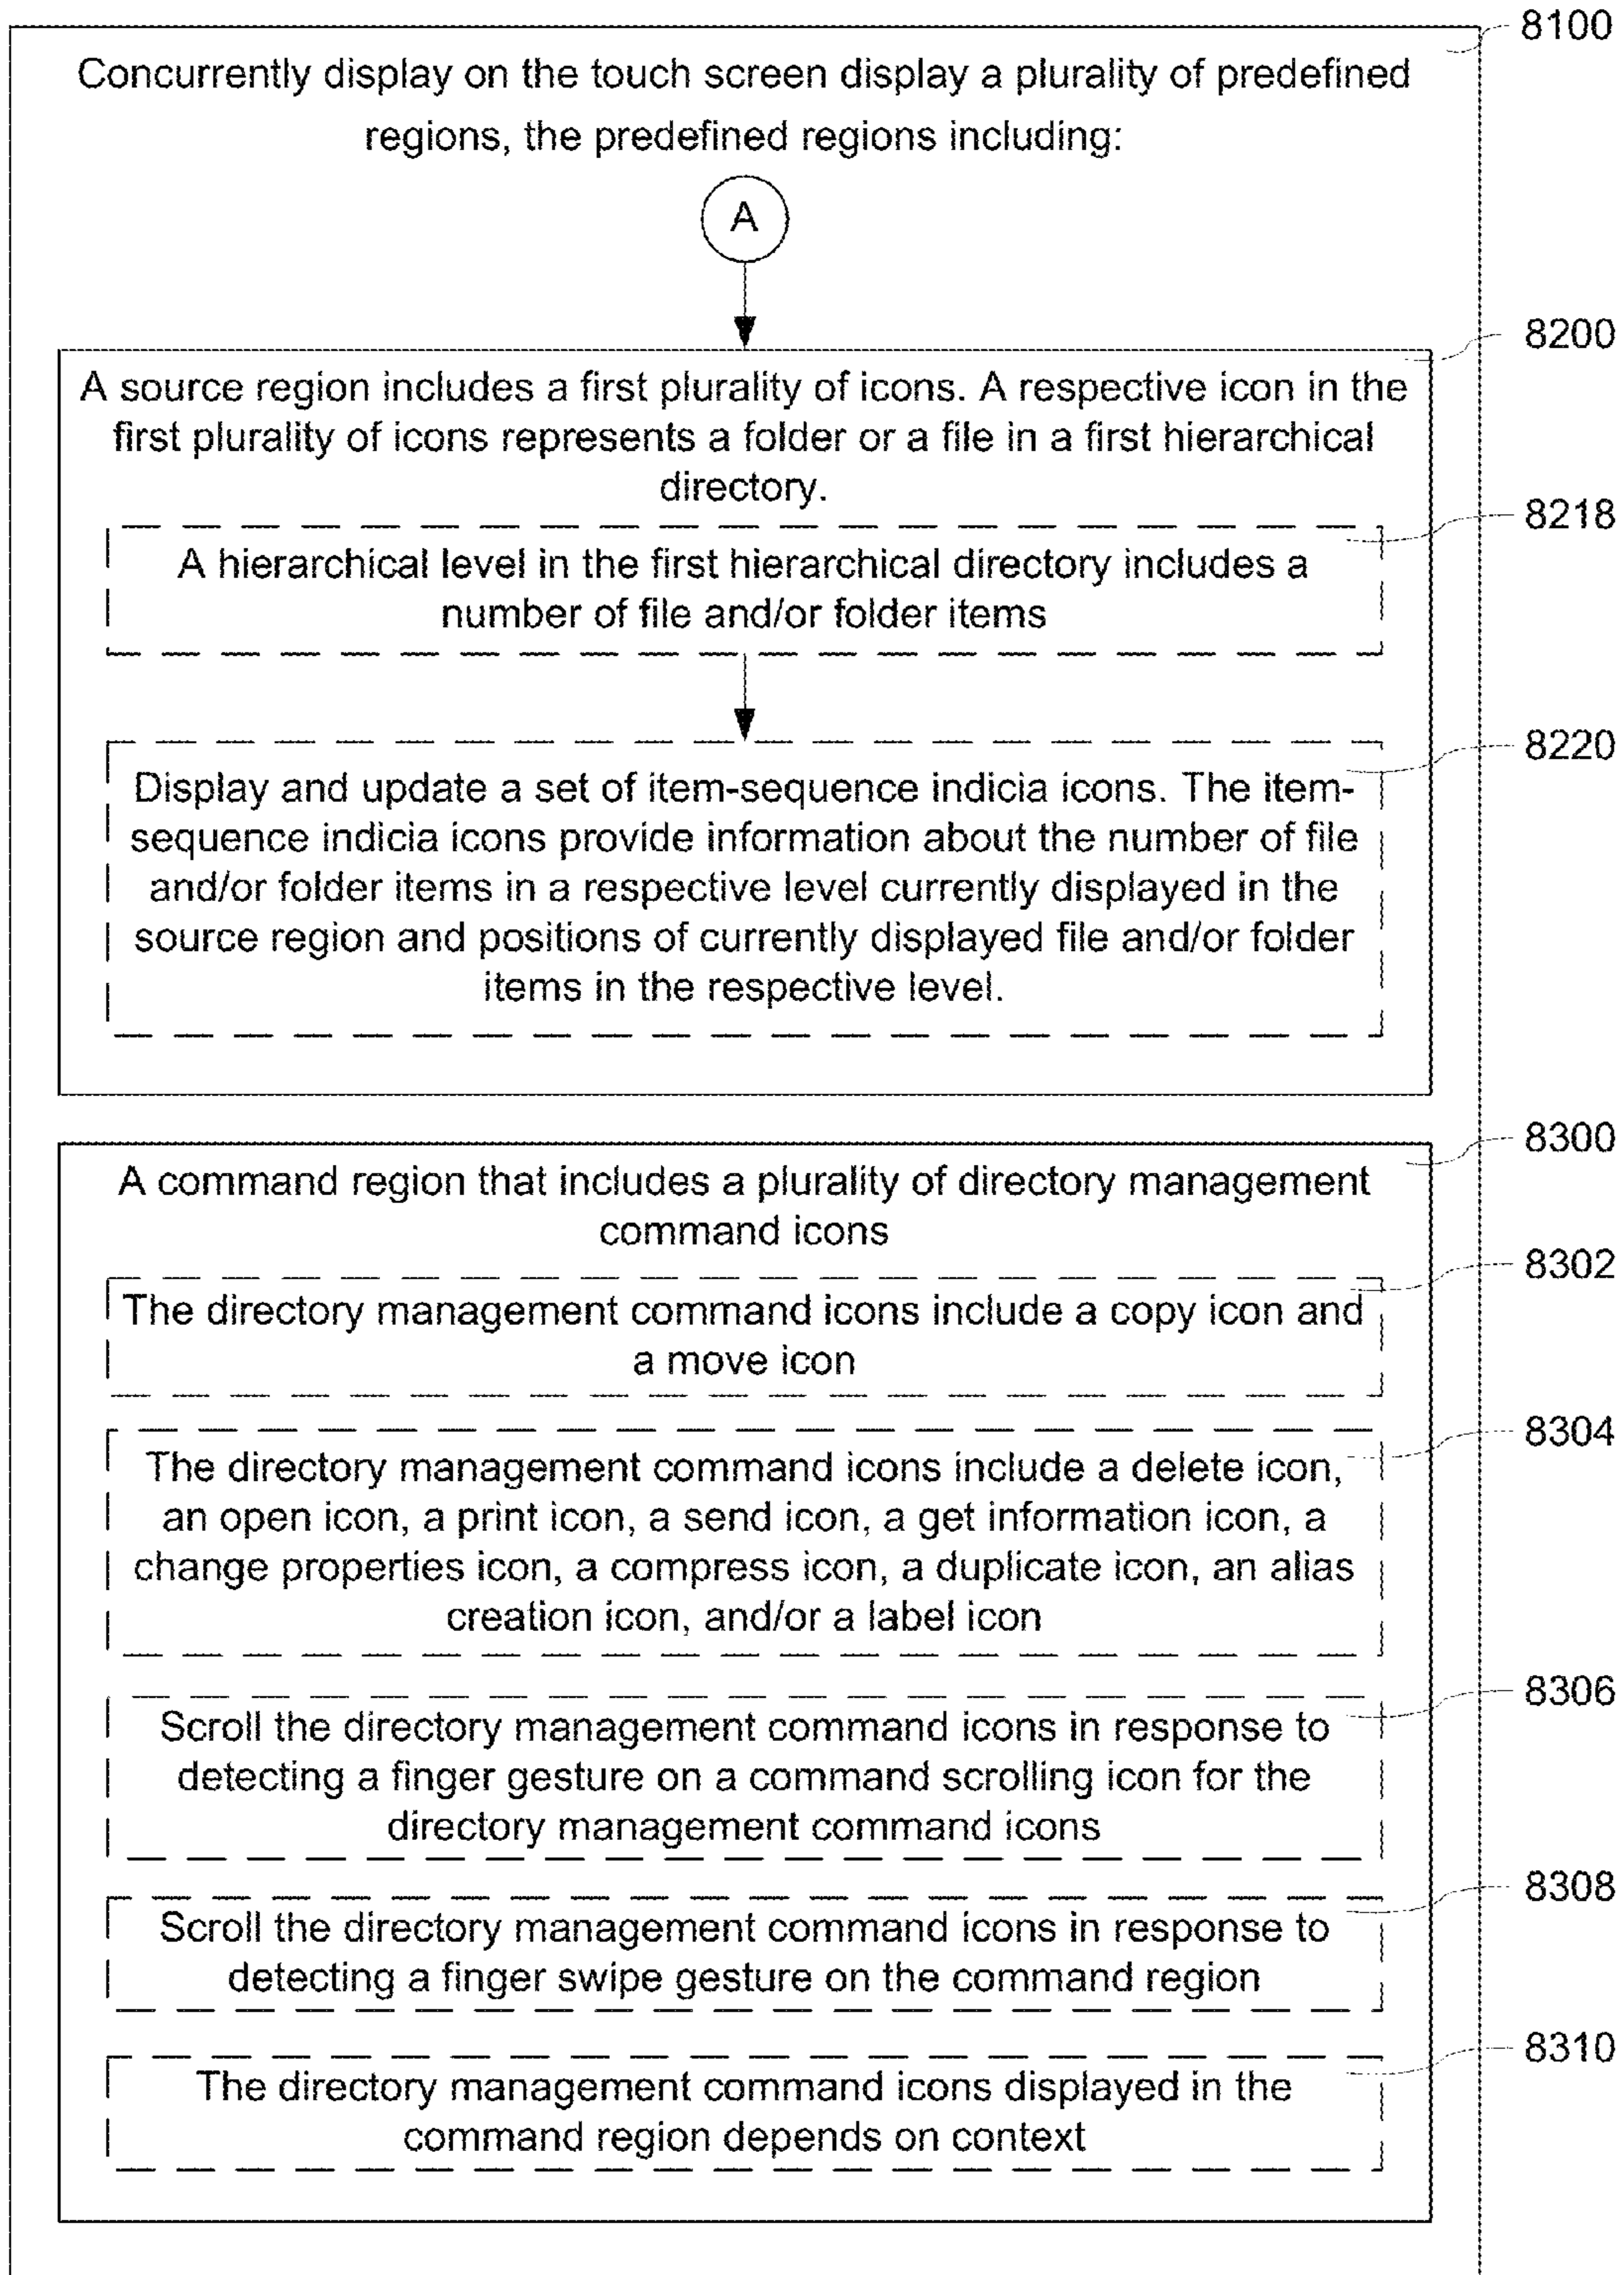 8100
Concurrently display on the touch screen display a plurality of predefined
regions, the predefined regions including:
A
8200
A source region includes a first plurality of icons. A respective icon in the
first plurality of icons represents a folder or a file in a first hierarchical
directory.
8218
A hierarchical level in the first hierarchical directory includes a
number of file and/or folder items
8220
Display and update a set of item-sequence indicia icons. The item-
sequence indicia icons provide information about the number of file
and/or folder items in a respective level currently displayed in the
source region and positions of currently displayed file and/or folder
items in the respective level.
8300
A command region that includes a plurality of directory management
command icons
8302
The directory management command icons include a copy icon and
a move icon
8304
The directory management command icons include a delete icon,
an open icon, a print icon, a send icon, a get information icon, a
change properties icon, a compress icon, a duplicate icon, an alias
creation icon, and/or a label icon
8306
Scroll the directory management command icons in response to
detecting a finger gesture on a command scrolling icon for the
directory management command icons
8308
Scroll the directory management command icons in response to
detecting a finger swipe gesture on the command region
8310
The directory management command icons displayed in the
command region depends on context